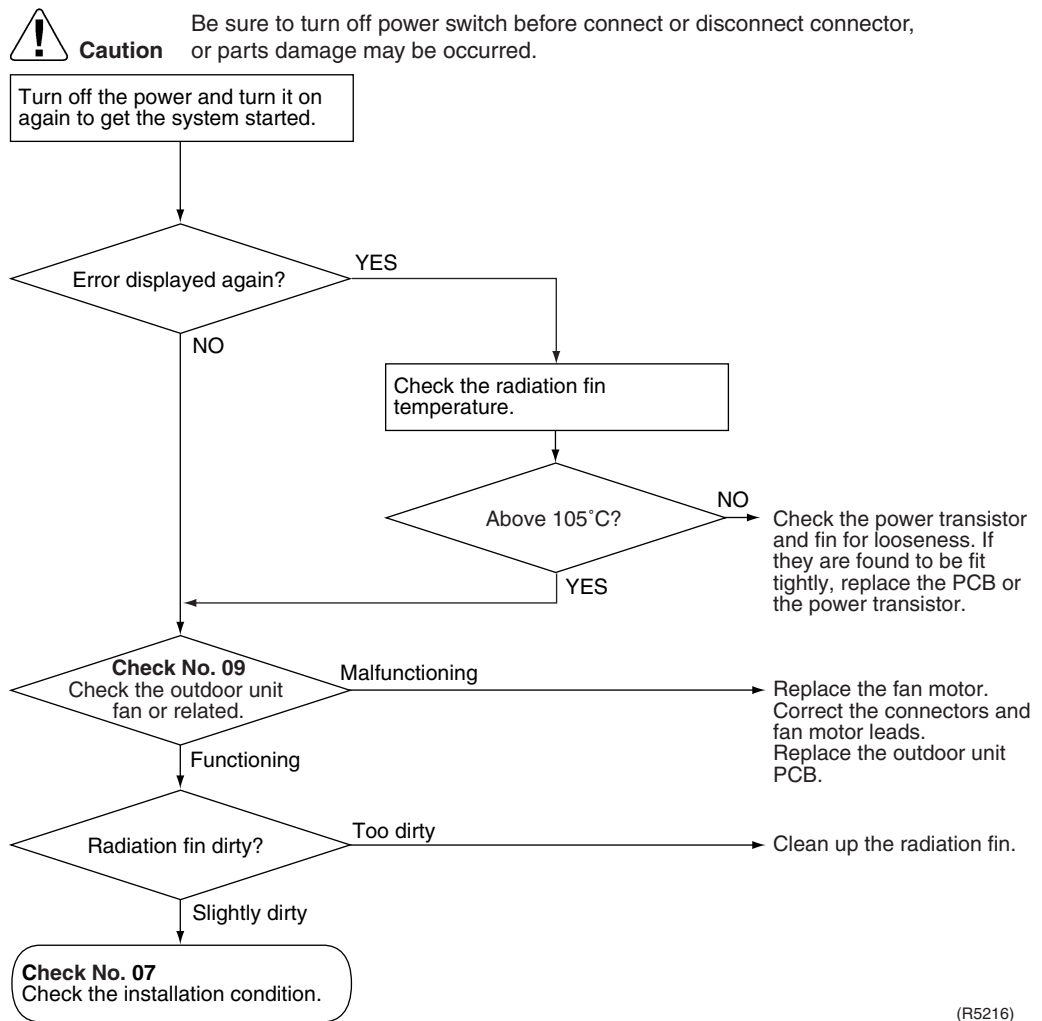 Be sure to turn off power switch before connect or disconnect connector,
Caution or parts damage may be occurred.
Turn off the power and turn it on
again to get the system started.
Error displayed again?
YES
NO
Check the radiation fin
temperature.
Above 105˚C?
NO
Check the power transistor
and fin for looseness. If
they are found to be fit
tightly, replace the PCB or
the power transistor.
YES
Check No. 09
Check the outdoor unit
fan or related.
Malfunctioning
Replace the fan motor.
Correct the connectors and
fan motor leads.
Replace the outdoor unit
PCB.
Functioning
Radiation fin dirty?
Too dirty
Clean up the radiation fin.
Slightly dirty
Check No. 07
Check the installation condition.
(R5216)